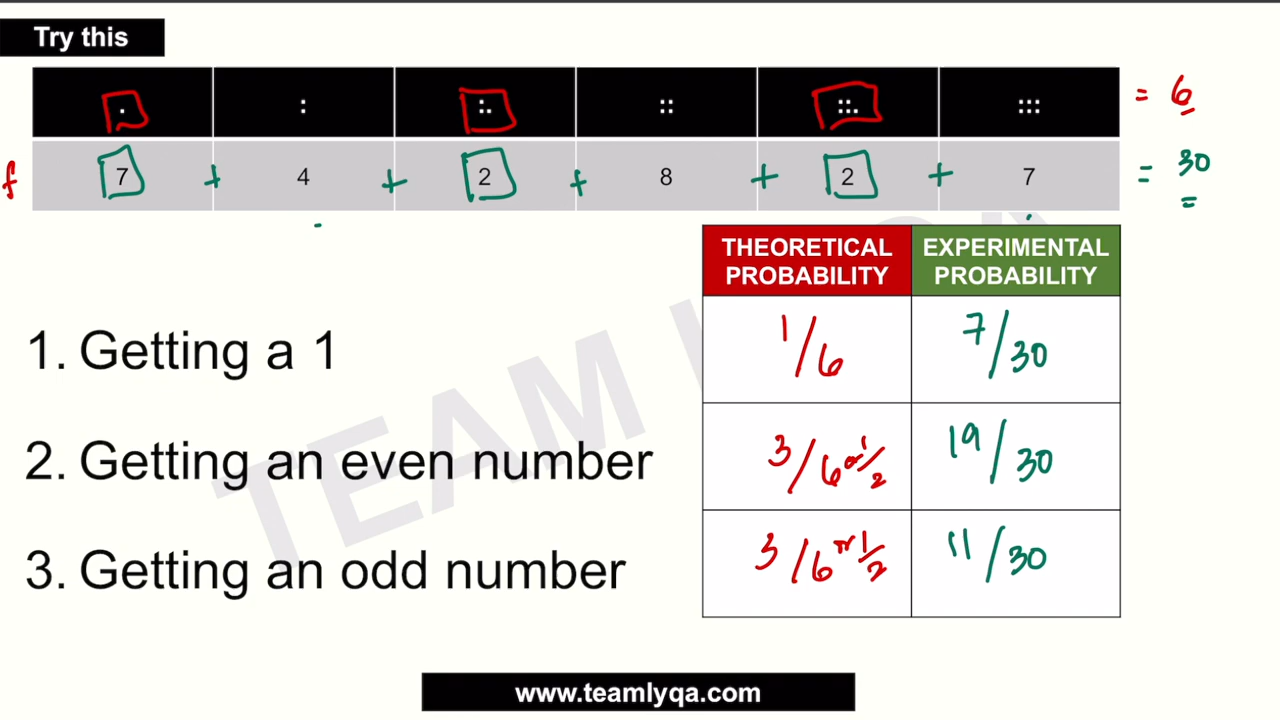 Try this
= 6
f 7 + 4 + 2 + 8 + 2 + 7 = 30
THEORETICAL PROBABILITY
EXPERIMENTAL PROBABILITY
1. Getting a 1
1/6
7/30
2. Getting an even number
3/6 or 1/2
19/30
3. Getting an odd number
3/6 or 1/2
11/30
TEAM
www.teamlyqa.com